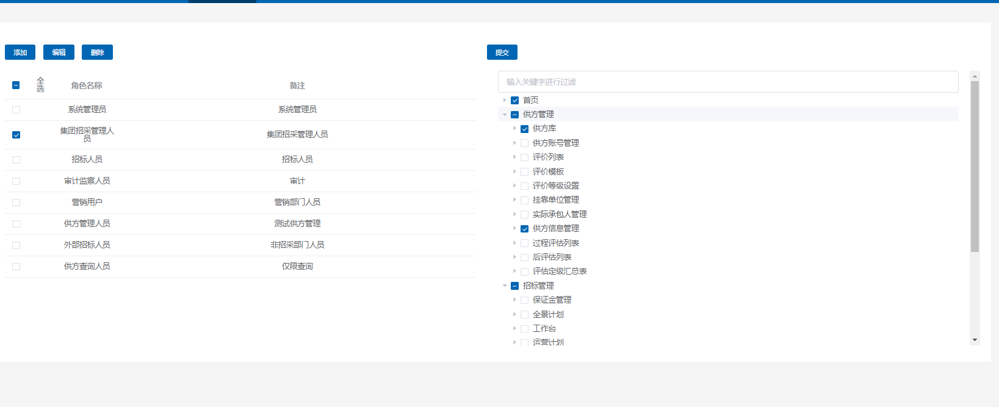 添加 编辑 删除
提交
全选 角色名称 备注
系统管理员 系统管理员
集团招采管理人员 集团招采管理人员
招标人员 招标人员
审计监察人员 审计
营销用户 营销部门人员
供方管理人员 测试供方管理
外部招标人员 非招采部门人员
供方查询人员 仅限查询
输入关键字进行过滤
首页
供方管理
供方库
供方账号管理
评价列表
评价模板
评价等级设置
挂靠单位管理
实际承包人管理
供方信息管理
过程评估列表
后评估列表
评估定级汇总表
招标管理
保证金管理
全景计划
工作台
运营计划